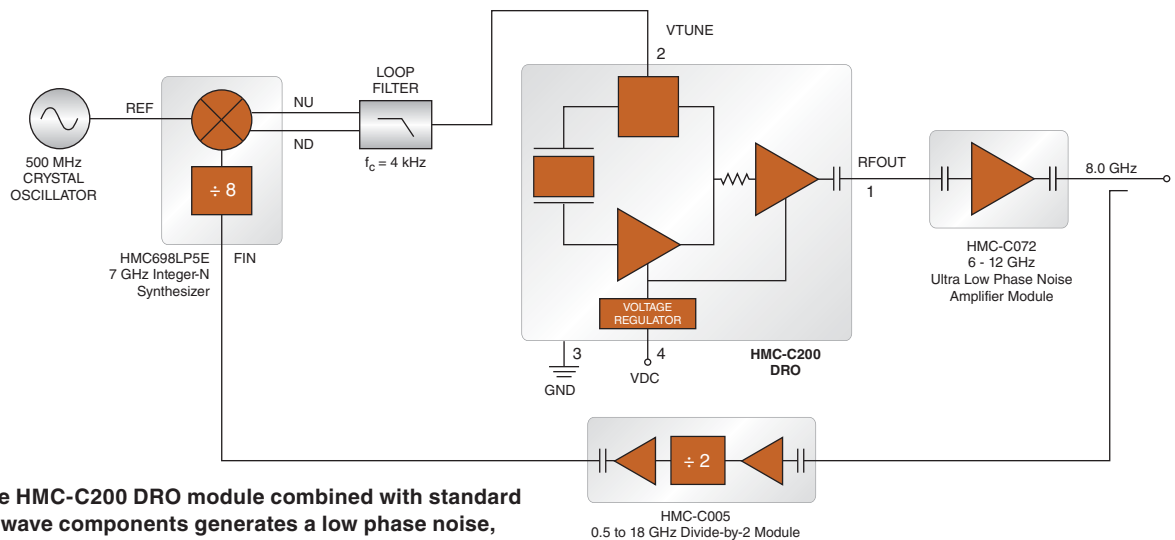 VTUNE
2
LOOP
FILTER
REF
NU
ND
500 MHz
CRYSTAL
OSCILLATOR
f_c = 4 kHz
÷ 8
RFOUT
1
8.0 GHz
HMC698LP5E
7 GHz Integer-N
Synthesizer
FIN
HMC-C072
6 - 12 GHz
Ultra Low Phase Noise
Amplifier Module
VOLTAGE
REGULATOR
3
4
GND
VDC
HMC-C200
DRO
÷ 2
HMC-C005
0.5 to 18 GHz Divide-by-2 Module
e HMC-C200 DRO module combined with standard
wave components generates a low phase noise,